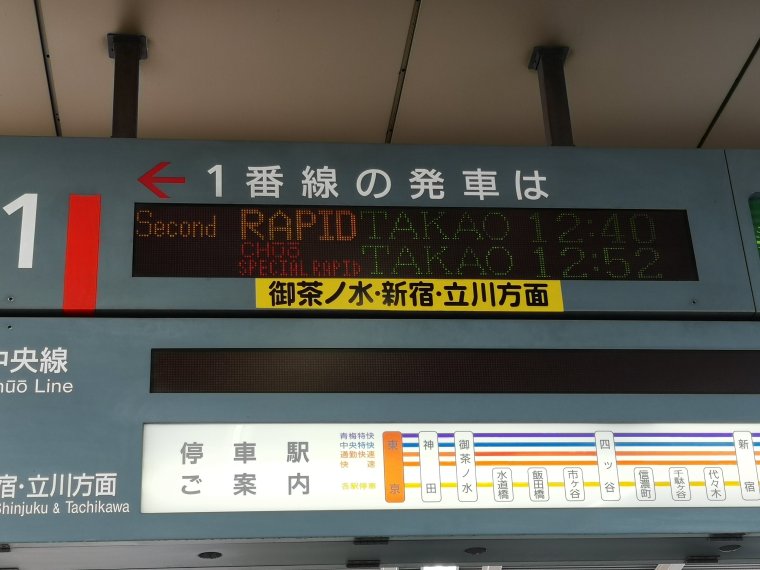 ←1番線の発車は
1
Second RAPID TAKAO 12:40
CHŪŌ SPECIAL RAPID TAKAO 12:52
御茶ノ水・新宿・立川方面
中央線
hūō Line
宿・立川方面
Shinjuku & Tachikawa
停車駅
ご案内
青梅特快
中央特快
通勤快速
快速
各駅停車
東京
神田
御茶ノ水
水道橋
飯田橋
市ヶ谷
四ッ谷
信濃町
千駄ヶ谷
代々木
新宿